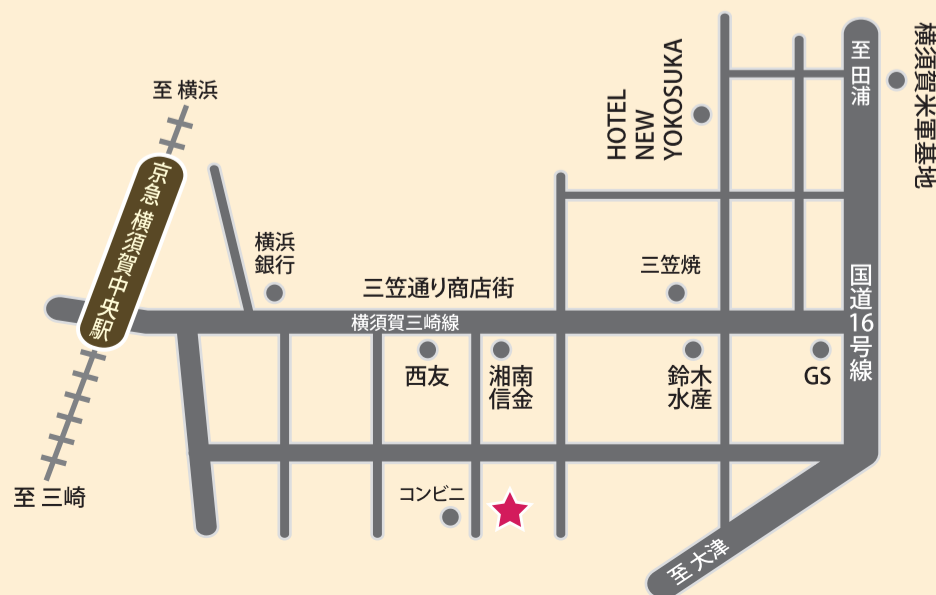 至 横浜
京急 横須賀中央駅
至 三崎
横浜
銀行
三笠通り商店街
横須賀三崎線
西友
湘南
信金
コンビニ
HOTEL
NEW
YOKOSUKA
三笠焼
鈴木
水産
GS
至 田浦
国道16号線
至 大津
横須賀米軍基地